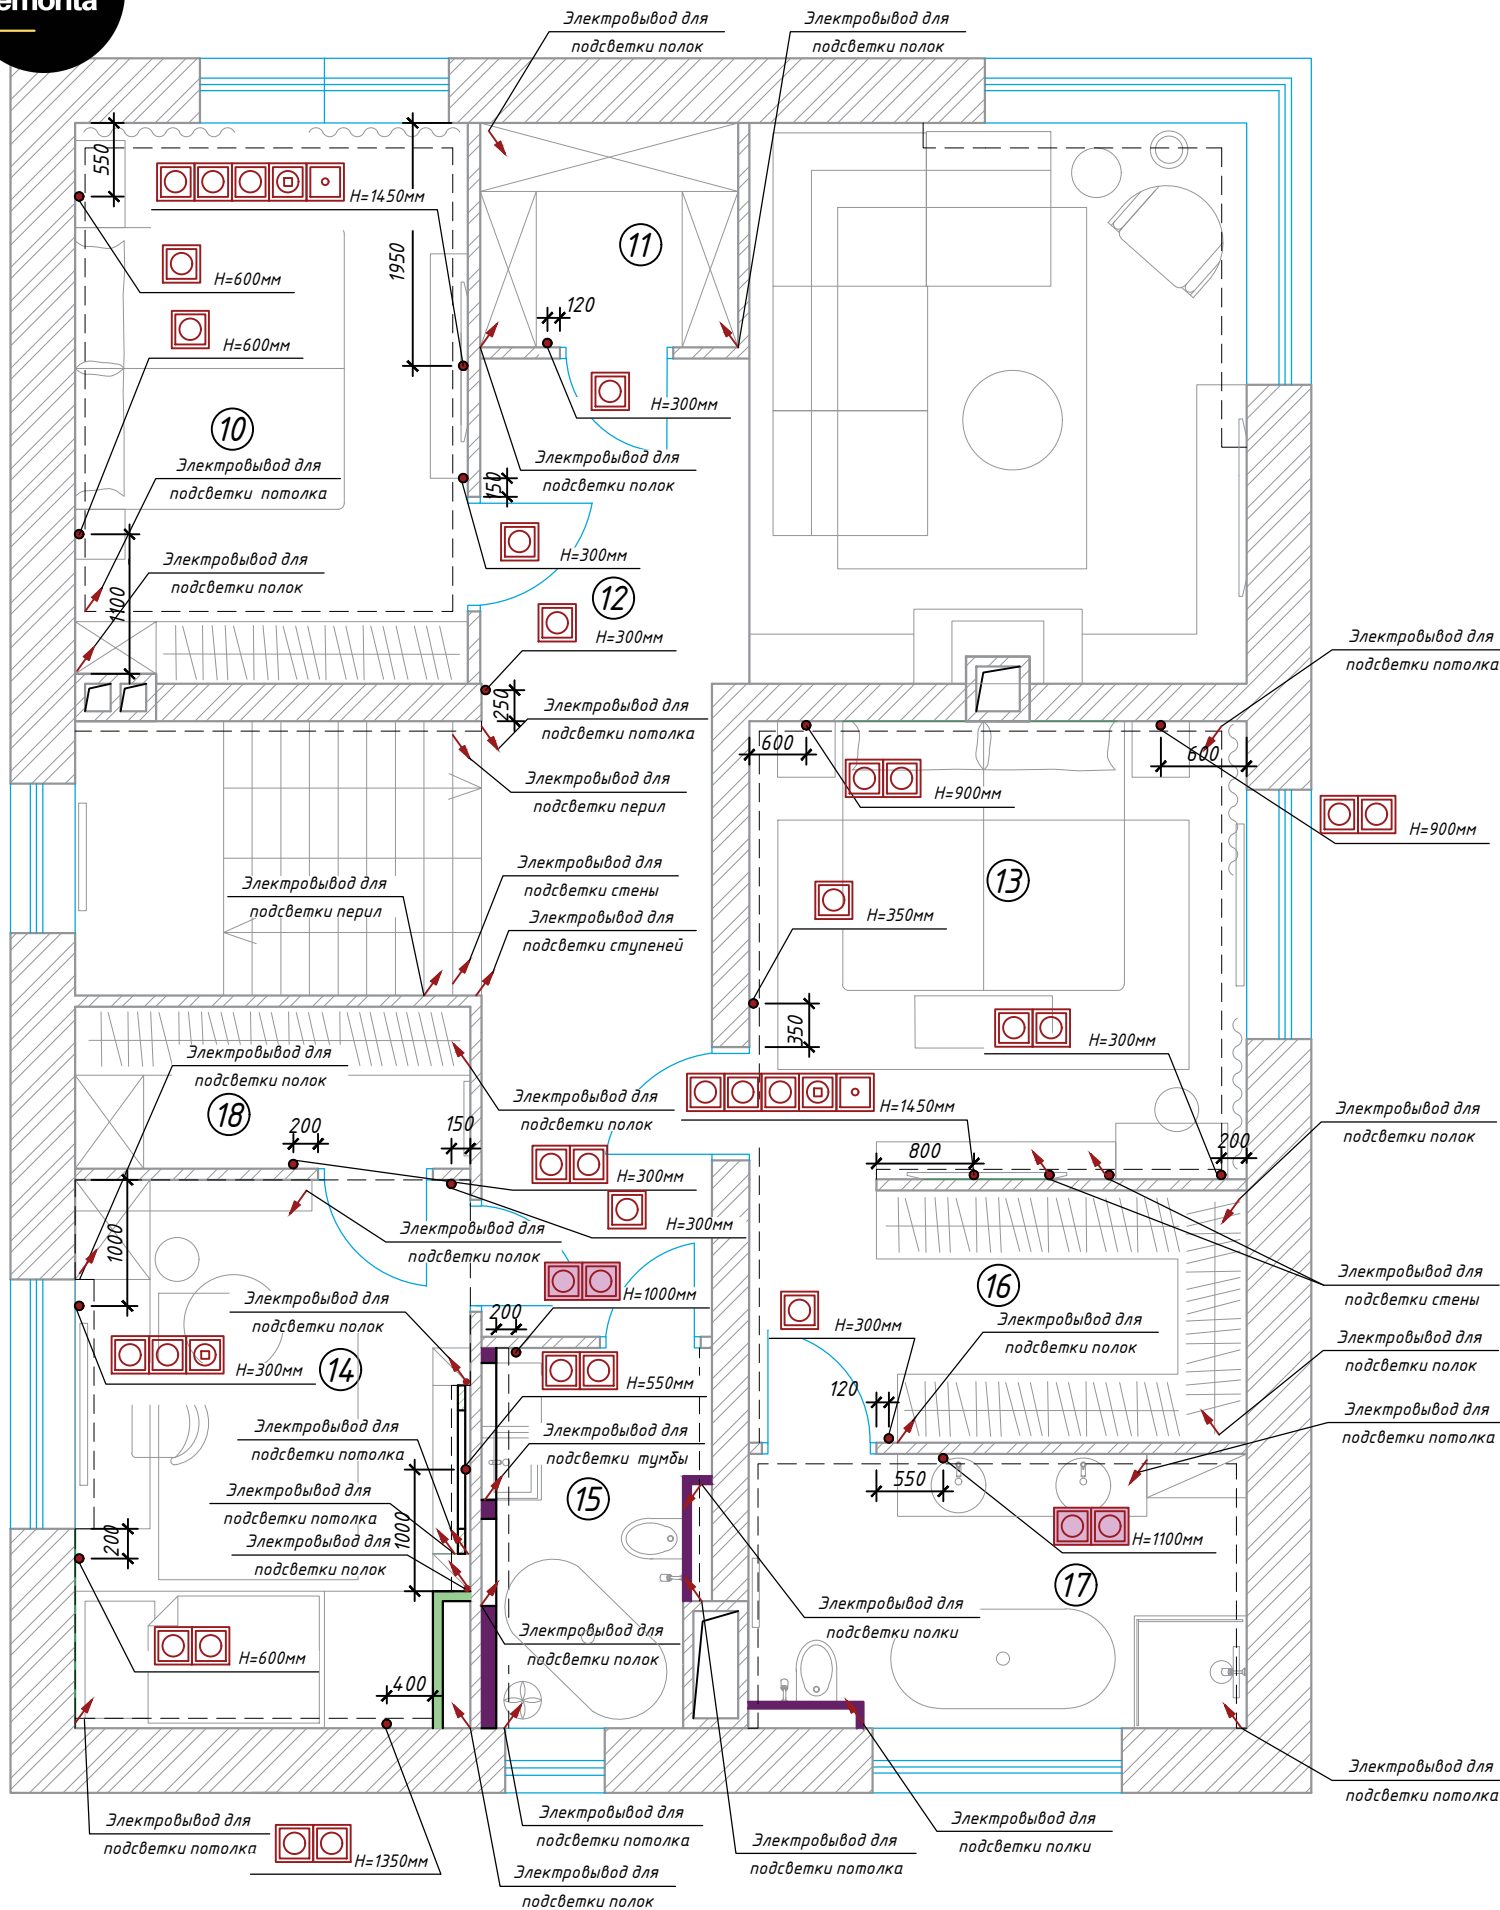 remonta
Электровывод для
подсветки полок
Электровывод для
подсветки полок
550
H=1450мм
1950
11
H=600мм
120
H=600мм
H=300мм
10
Электровывод для
подсветки потолка
Электровывод для
подсветки полок
150
H=300мм
Электровывод для
подсветки полок
1100
12
H=300мм
250
Электровывод для
подсветки потолка
Электровывод для
подсветки потолка
600
600
Электровывод для
подсветки перил
H=900мм
H=900мм
Электровывод для
подсветки стены
Электровывод для
подсветки перил
13
H=350мм
Электровывод для
подсветки ступеней
350
H=300мм
Электровывод для
подсветки полок
Электровывод для
подсветки полок
H=1450мм
Электровывод для
подсветки полок
18
200
150
800
200
H=300мм
H=300мм
1000
Электровывод для
подсветки полок
16
Электровывод для
подсветки стены
H=1000мм
Электровывод для
подсветки полок
200
H=300мм
Электровывод для
подсветки полок
Электровывод для
подсветки полок
H=300мм
14
H=550мм
120
Электровывод для
подсветки потолка
Электровывод для
подсветки потолка
Электровывод для
подсветки тумбы
550
15
Электровывод для
подсветки потолка
1000
200
Электровывод для
подсветки полок
H=1100мм
17
Электровывод для
подсветки полки
Электровывод для
подсветки полок
H=600мм
400
Электровывод для
подсветки потолка
Электровывод для
подсветки потолка
Электровывод для
подсветки потолка
Электровывод для
подсветки полки
Электровывод для
подсветки потолка
H=1350мм
Электровывод для
подсветки полок